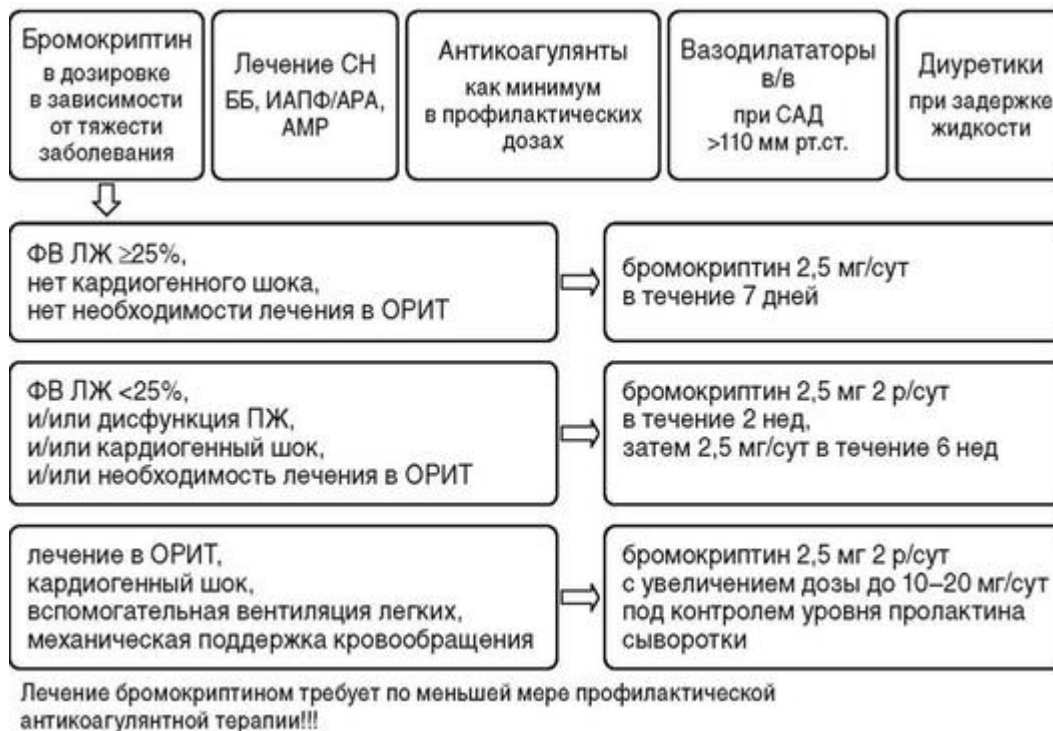 Бромокриптин
в дозировке
в зависимости
от тяжести
заболевания
Лечение СН
ББ, ИАПФ/АРА,
АМР
Антикоагулянты
как минимум
в профилактических
дозах
Вазодилататоры
в/в
при САД
>110 мм рт.ст.
Диуретики
при задержке
жидкости
ФВ ЛЖ ≥25%,
нет кардиогенного шока,
нет необходимости лечения в ОРИТ
бромокриптин 2,5 мг/сут
в течение 7 дней
ФВ ЛЖ <25%,
и/или дисфункция ПЖ,
и/или кардиогенный шок,
и/или необходимость лечения в ОРИТ
бромокриптин 2,5 мг 2 р/сут
в течение 2 нед,
затем 2,5 мг/сут в течение 6 нед
лечение в ОРИТ,
кардиогенный шок,
вспомогательная вентиляция легких,
механическая поддержка кровообращения
бромокриптин 2,5 мг 2 р/сут
с увеличением дозы до 10–20 мг/сут
под контролем уровня пролактина
сыворотки
Лечение бромокриптином требует по меньшей мере профилактической
антикоагулянтной терапии!!!